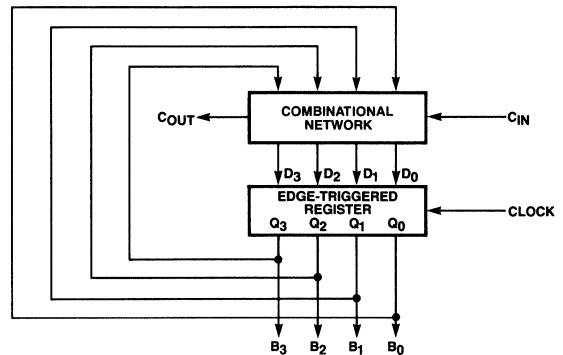 COMBINATIONAL
NETWORK
COUT
CIN
D3 D2 D1 D0
EDGE-TRIGGERED
REGISTER
Q3 Q2 Q1 Q0
CLOCK
B3 B2 B1 B0